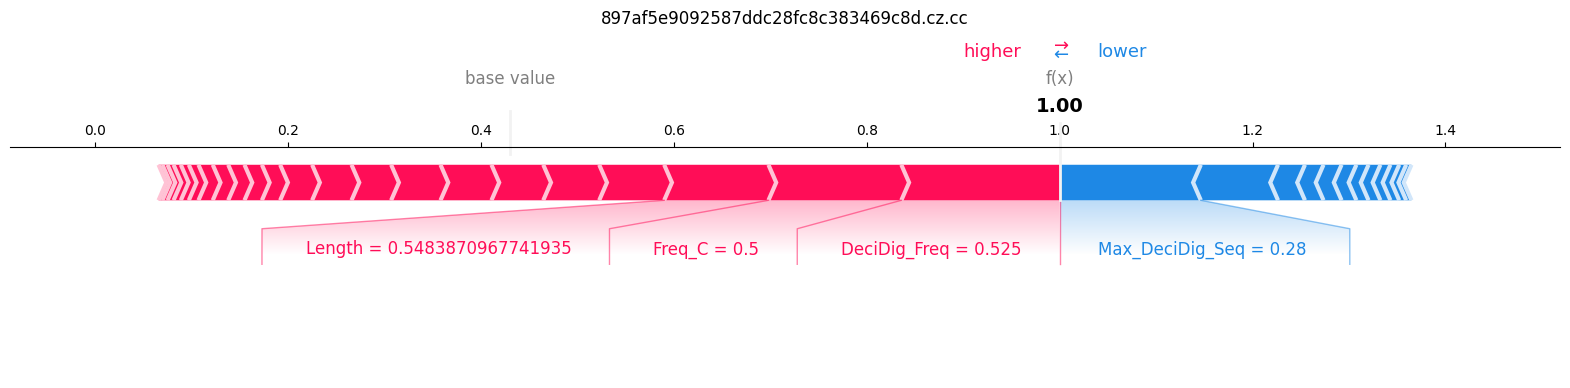 897af5e9092587ddc28fc8c383469c8d.cz.cc
higher ⇄ lower
base value f(x)
1.00
0.0 0.2 0.4 0.6 0.8 1.0 1.2 1.4
Length = 0.5483870967741935 Freq_C = 0.5 DeciDig_Freq = 0.525 Max_DeciDig_Seq = 0.28